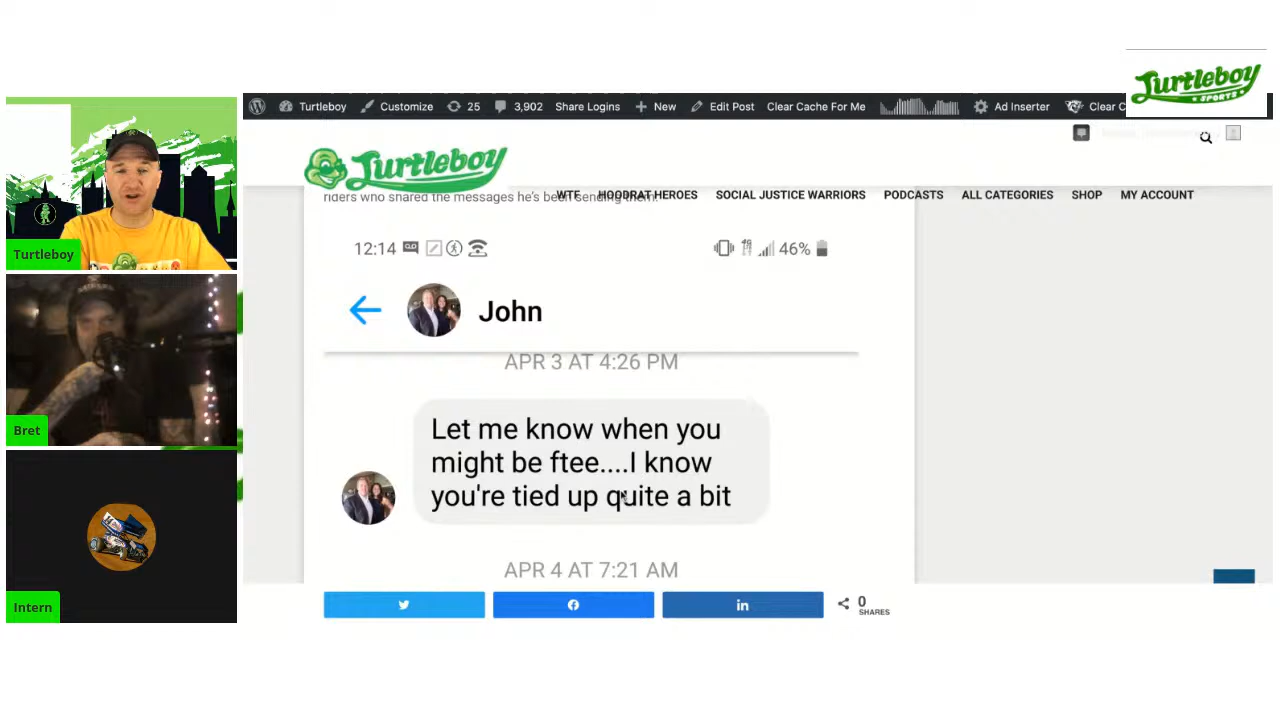 Turtleboy
SPORTS
Turtleboy
Customize
25
3,902
Share Logins
New
Edit Post
Clear Cache For Me
Ad Inserter
Clear C
Turtleboy
WTF
HOODRAT HEROES
SOCIAL JUSTICE WARRIORS
PODCASTS
ALL CATEGORIES
SHOP
MY ACCOUNT
riders who shared the messages he's been sending them.
12:14
46%
John
APR 3 AT 4:26 PM
Let me know when you
might be ftee....I know
you're tied up quite a bit
APR 4 AT 7:21 AM
0
SHARES
Turtleboy
Bret
Intern